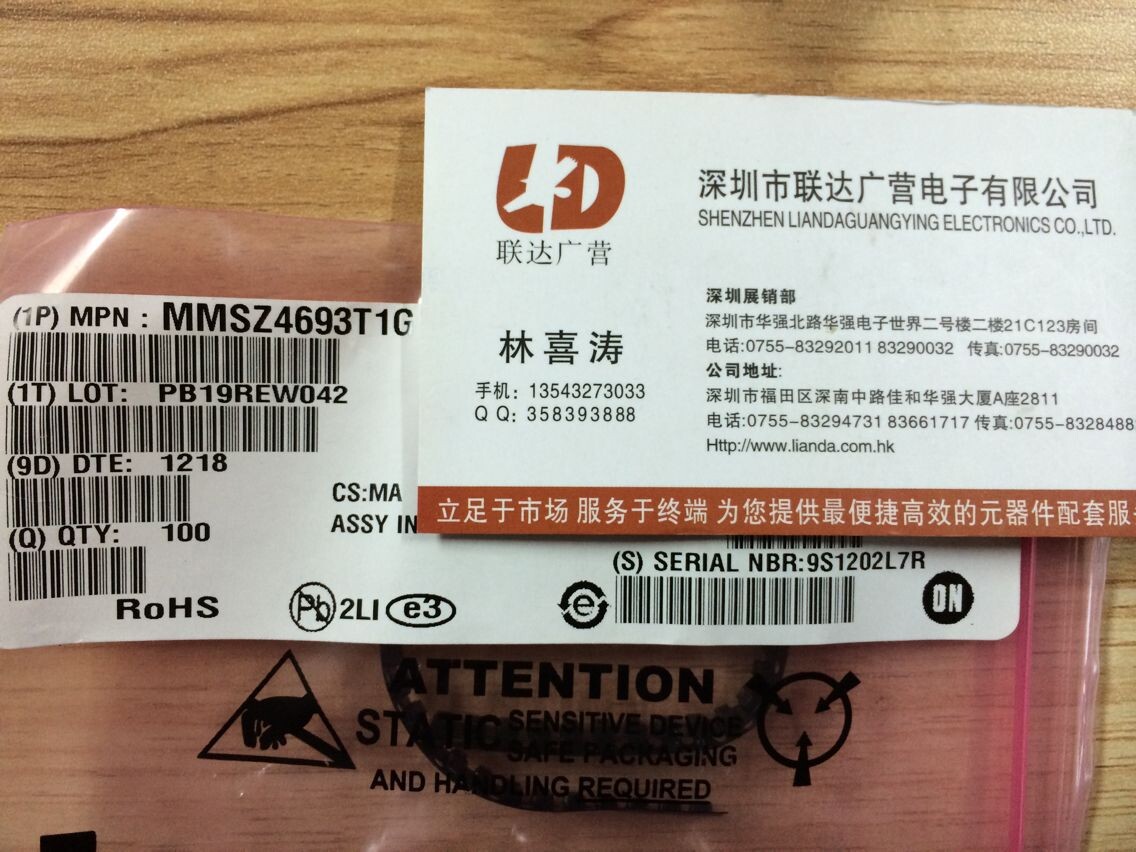 联达广营
深圳市联达广营电子有限公司
SHENZHEN LIANDAGUANGYING ELECTRONICS CO.,LTD.
林喜涛
手机: 13543273033
QQ: 358393888
深圳展销部
深圳市华强北路华强电子世界二号楼二楼21C123房间
电话:0755-83292011 83290032 传真:0755-83290032
公司地址:
深圳市福田区深南中路佳和华强大厦A座2811
电话:0755-83294731 83661717 传真:0755-8328488
Http://www.lianda.com.hk
立足于市场 服务于终端 为您提供最便捷高效的元器件配套服
(1P) MPN : MMSZ4693T1G
(1T) LOT: PB19REW042
(9D) DTE: 1218
(Q) QTY: 100
CS:MA
ASSY IN
(S) SERIAL NBR:9S1202L7R
RoHS
Pb 2LI e3
e
ON
ATTENTION
STATIC SENSITIVE DEVICE
SAFE PACKAGING
AND HANDLING REQUIRED